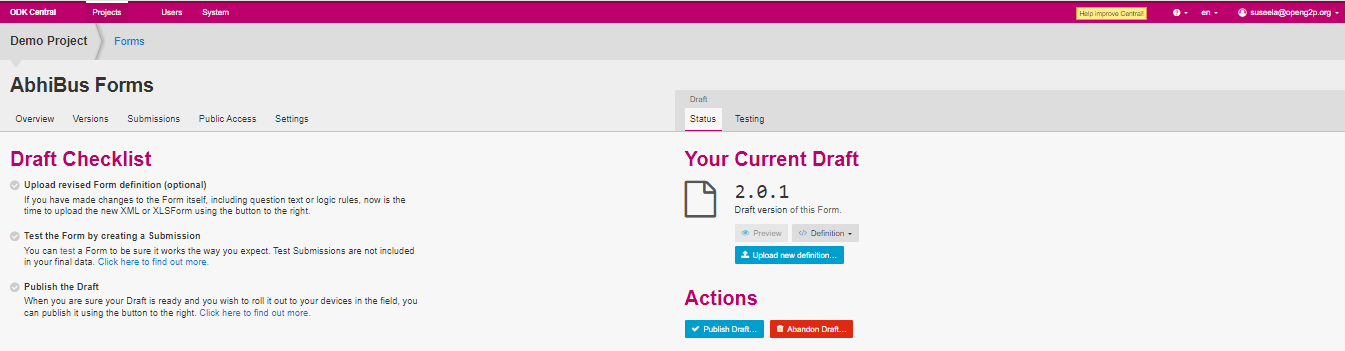 ODK Central Projects Users System Help improve Central! en suseela@openg2p.org
Demo Project Forms
AbhiBus Forms
Draft
Overview Versions Submissions Public Access Settings Status Testing
Draft Checklist
Upload revised Form definition (optional)
If you have made changes to the Form itself, including question text or logic rules, now is the
time to upload the new XML or XLSForm using the button to the right.
Test the Form by creating a Submission
You can test a Form to be sure it works the way you expect. Test Submissions are not included
in your final data. Click here to find out more.
Publish the Draft
When you are sure your Draft is ready and you wish to roll it out to your devices in the field, you
can publish it using the button to the right. Click here to find out more.
Your Current Draft
2.0.1
Draft version of this Form.
Preview </> Definition
Upload new definition...
Actions
Publish Draft... Abandon Draft...